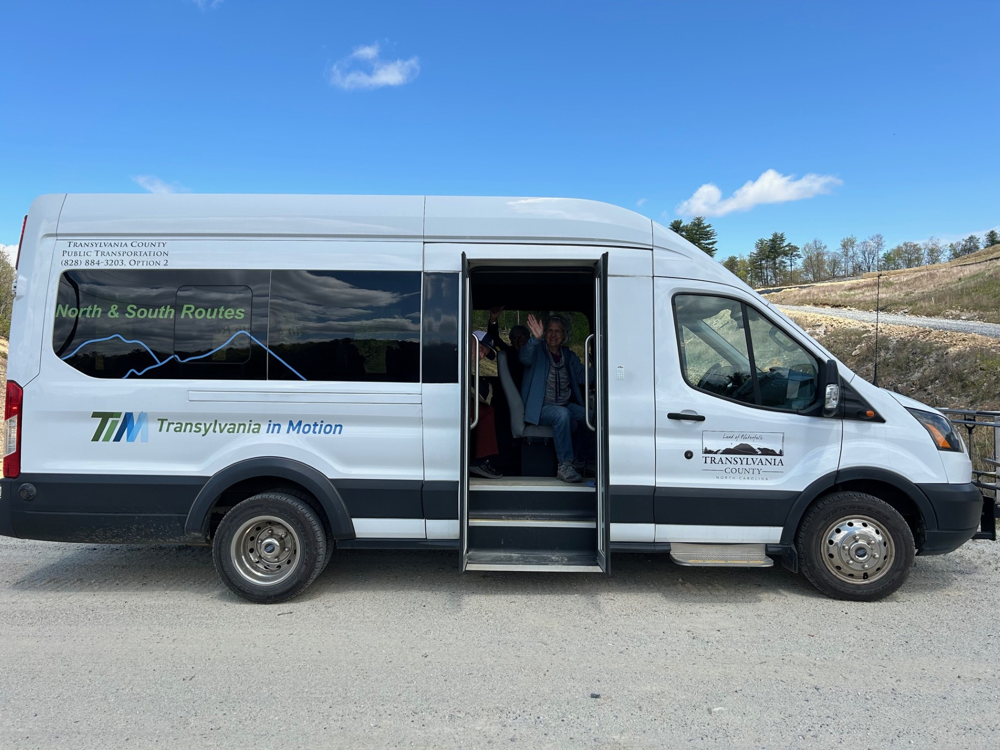 TRANSYLVANIA COUNTY
PUBLIC TRANSPORTATION
(828) 884-3203, OPTION 2
North & South Routes
TIM Transylvania in Motion
Land of Waterfalls
TRANSYLVANIA
COUNTY
NORTH CAROLINA